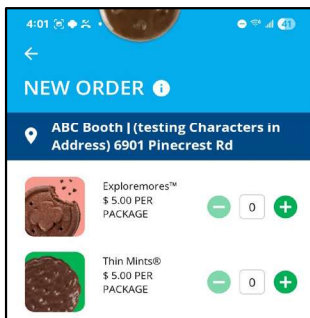 4:01
41
NEW ORDER
ABC Booth | (testing Characters in
Address) 6901 Pinecrest Rd
Exploremores™
$ 5.00 PER
PACKAGE
0
Thin Mints®
$ 5.00 PER
PACKAGE
0